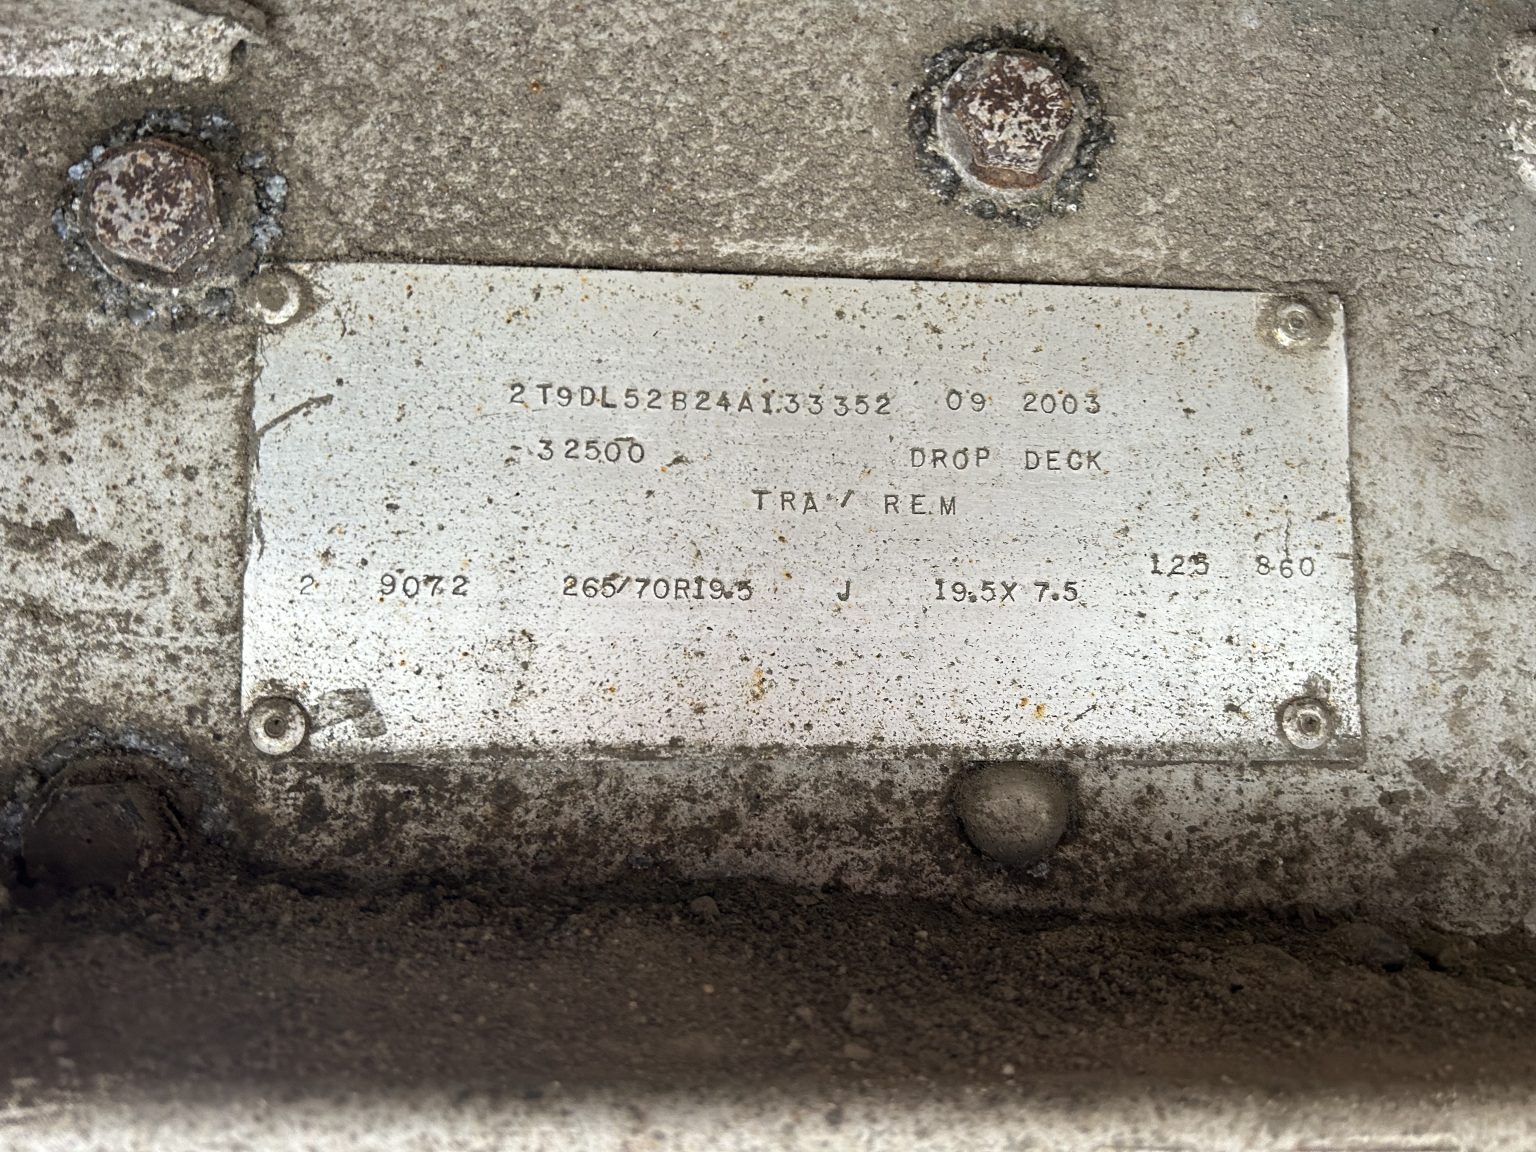 2T9DL52B24A133352 09 2003
32500 DROP DECK
TRA / REM
2 9072 265/70R19.5 J 19.5X 7.5 125 860